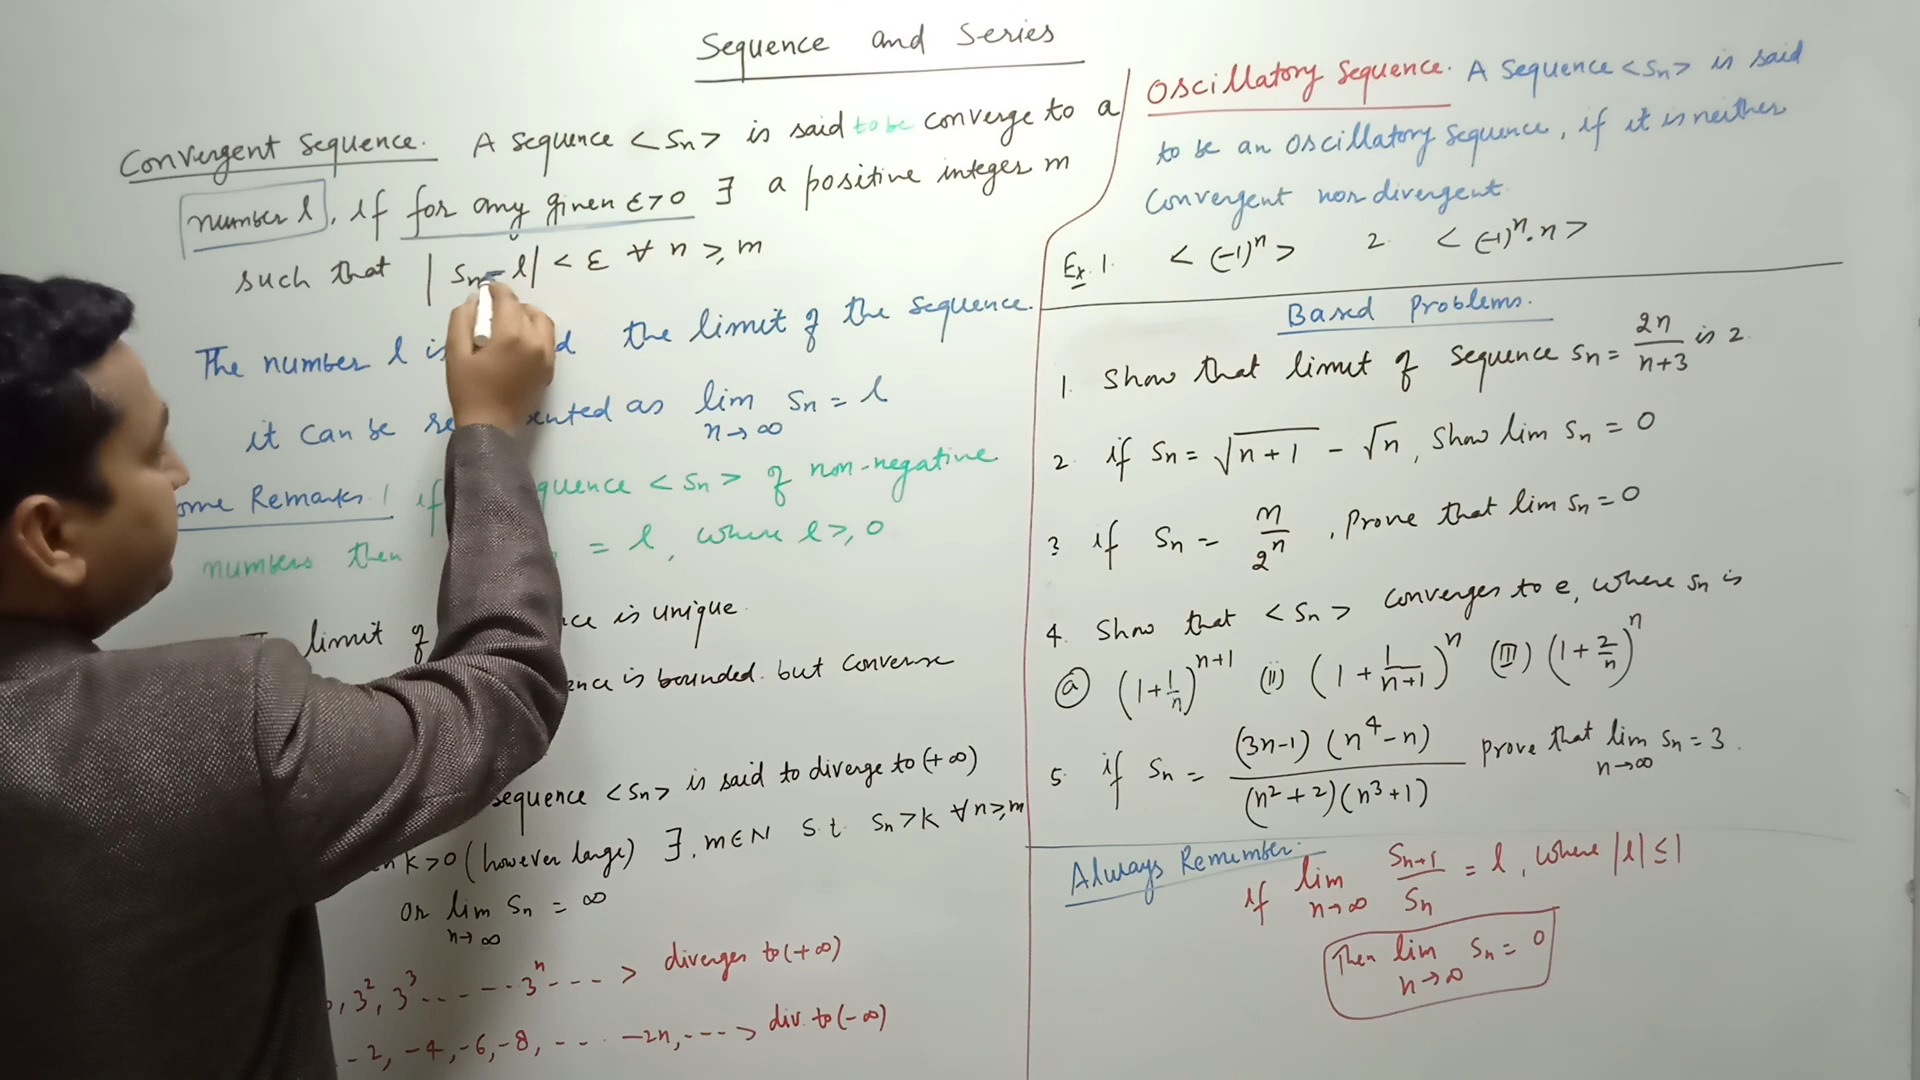 Sequence and Series
Convergent Sequence. A sequence <Sn> is said to be converge to a
number l, if for any given ε>0 ∃ a positive integer m
such that |Sn-l| < ε ∀ n ≥ m
The number l is the limit of the sequence.
it can be as lim n→∞ Sn = l
Some Remarks 1 if <Sn> of non-negative
numbers then = l, where l ≥ 0
limit of is unique
is bounded. but converse
sequence <Sn> is said to diverge to (+∞)
k>0 (however large) ∃, m∈N s.t. Sn>k ∀n≥m
or lim n→∞ Sn = ∞
, 3², 3³ ... --- 3ⁿ --- > diverges to (+∞)
-2, -4, -6, -8, --- -2n, ---> div. to (-∞)
Oscillatory Sequence. A sequence <Sn> is said
to be an oscillatory sequence, if it is neither
Convergent nor divergent.
Ex. 1. <(-1)ⁿ> 2. <(-1)ⁿ·n>
Based Problems.
1. Show that limit of sequence Sn = 2n/(n+3) is 2.
2. if Sn = √(n+1) - √n, Show lim Sn = 0
3 if Sn = n/2ⁿ, prove that lim Sn = 0
4. Show that <Sn> converges to e, where Sn is
(a) (1+1/n)ⁿ⁺¹ (ii) (1+1/(n+1))ⁿ (III) (1+2/n)ⁿ
5. if Sn = (3n-1)(n⁴-n)/(n²+2)(n³+1) prove that lim n→∞ Sn = 3.
Always Remember.
if lim n→∞ Sn+1/Sn = l, where |l| ≤ 1
Then lim n→∞ Sn = 0